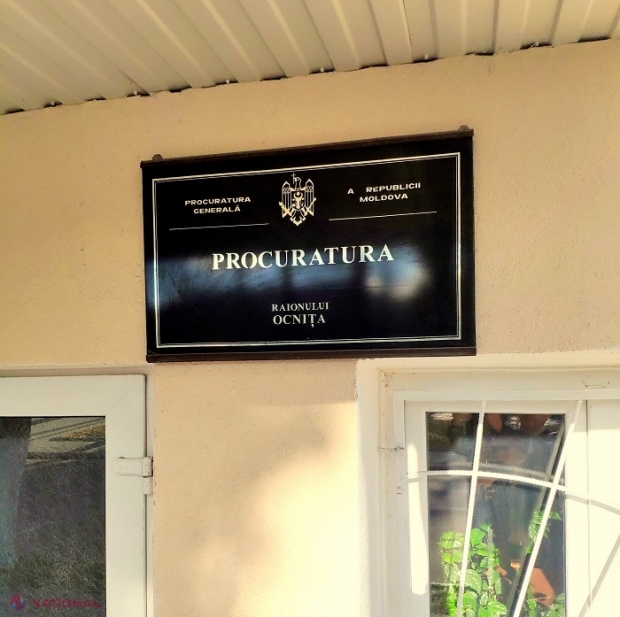 PROCURATURA
GENERALĂ
A REPUBLICII
MOLDOVA
PROCURATURA
RAIONULUI
OCNIȚA